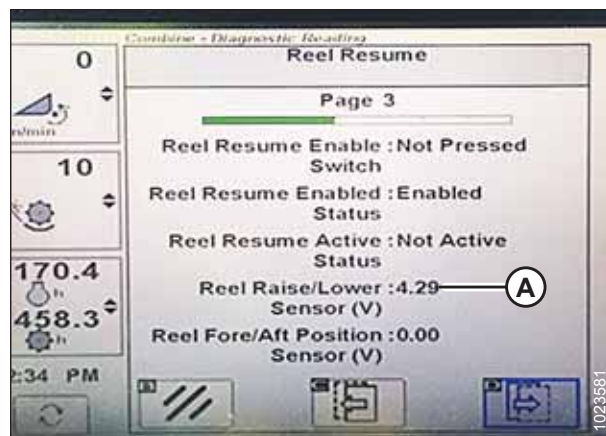 Combine - Diagnostic Reading
Reel Resume
0
Page 3
Reel Resume Enable :Not Pressed
Switch
10
Reel Resume Enabled :Enabled
Status
Reel Resume Active :Not Active
Status
170.4
h
Reel Raise/Lower :4.29
Sensor (V)
A
458.3
h
Reel Fore/Aft Position :0.00
Sensor (V)
:34 PM
1023581